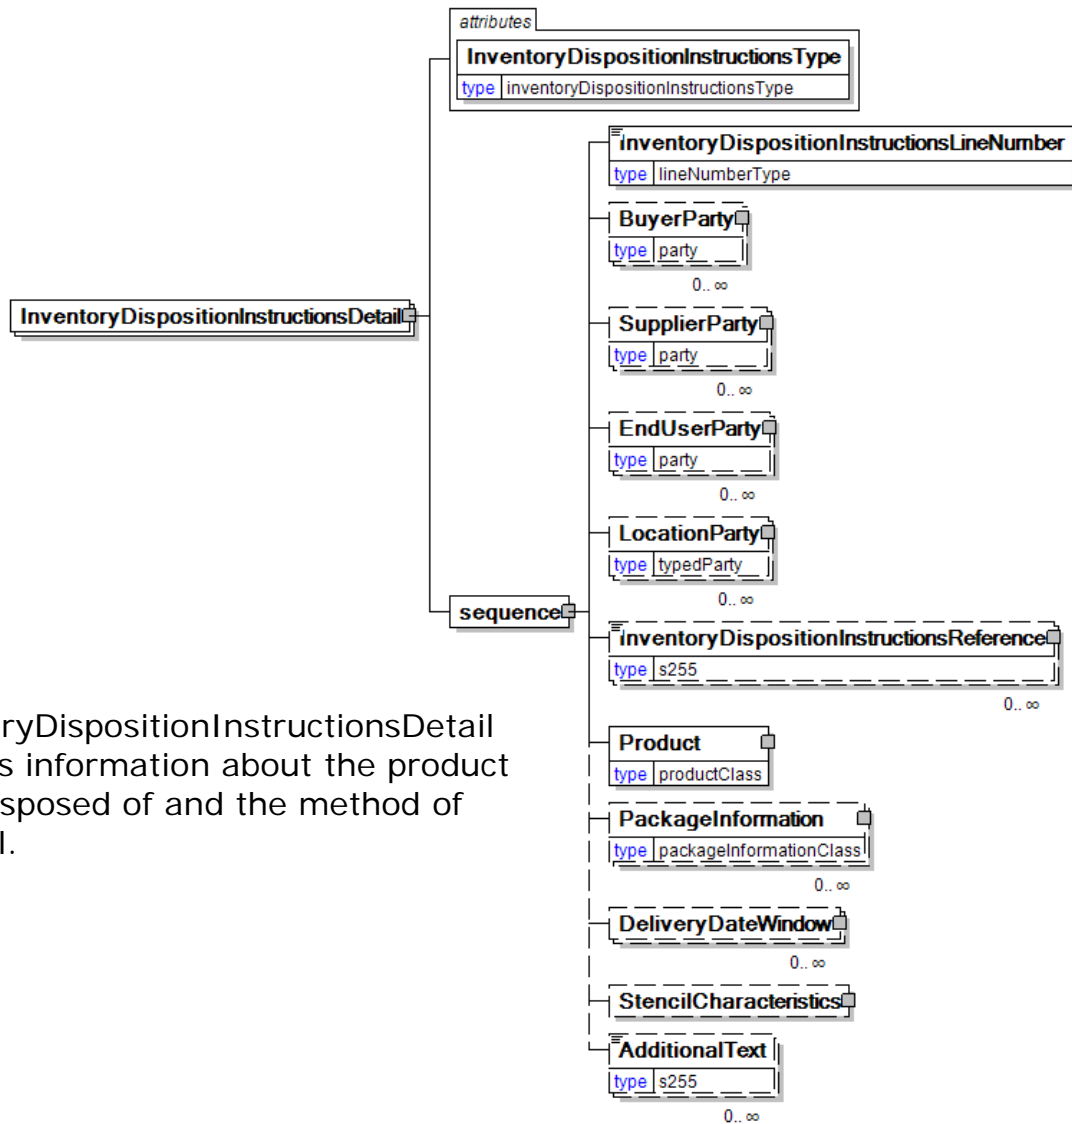 attributes
InventoryDispositionInstructionsType
type inventoryDispositionInstructionsType
InventoryDispositionInstructionsLineNumber
type lineNumberType
BuyerParty
type party
0.. ∞
InventoryDispositionInstructionsDetail
SupplierParty
type party
0.. ∞
EndUserParty
type party
0.. ∞
LocationParty
type typedParty
0.. ∞
sequence
InventoryDispositionInstructionsReference
type s255
0.. ∞
ryDispositionInstructionsDetail
s information about the product
sposed of and the method of
l.
Product
type productClass
PackageInformation
type packageInformationClass
0.. ∞
DeliveryDateWindow
0.. ∞
StencilCharacteristics
AdditionalText
type s255
0.. ∞